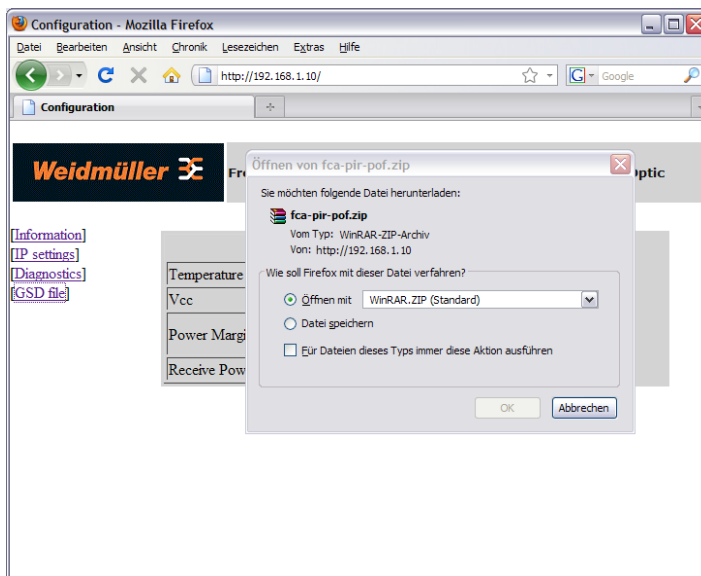 Configuration - Mozilla Firefox
Datei Bearbeiten Ansicht Chronik Lesezeichen Extras Hilfe
http://192.168.1.10/
G Google
Configuration
Weidmüller
Öffnen von fca-pir-pof.zip
Sie möchten folgende Datei herunterladen:
fca-pir-pof.zip
Vom Typ: WinRAR-ZIP-Archiv
Von: http://192.168.1.10
Wie soll Firefox mit dieser Datei verfahren?
Öffnen mit WinRAR.ZIP (Standard)
Datei speichern
Für Dateien dieses Typs immer diese Aktion ausführen
OK Abbrechen
[Information]
[IP settings]
[Diagnostics]
[GSD file]
Temperature
Vcc
Power Margi
Receive Pow